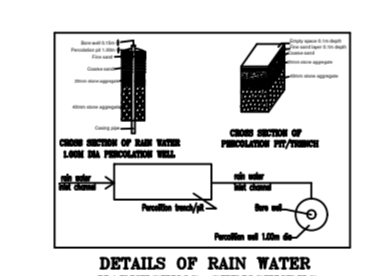 Bore well 0.15m
Percolation pit 1.00m
Fine sand
Coarse sand
20mm stone aggregate
40mm stone aggregate
Casing pipe
CROSS SECTION OF RAIN WATER
1.00M DIA PERCOLATION WELL
Empty space 0.1m depth
Fine sand layer 0.1m depth
Coarse sand
20mm stone aggregate
40mm stone aggregate
CROSS SECTION OF
PERCOLATION PIT/TRENCH
rain water
inlet channel
Percolation trench/pit
rain water
inlet channel
Bore well
Percolation well 1.00m dia
DETAILS OF RAIN WATER